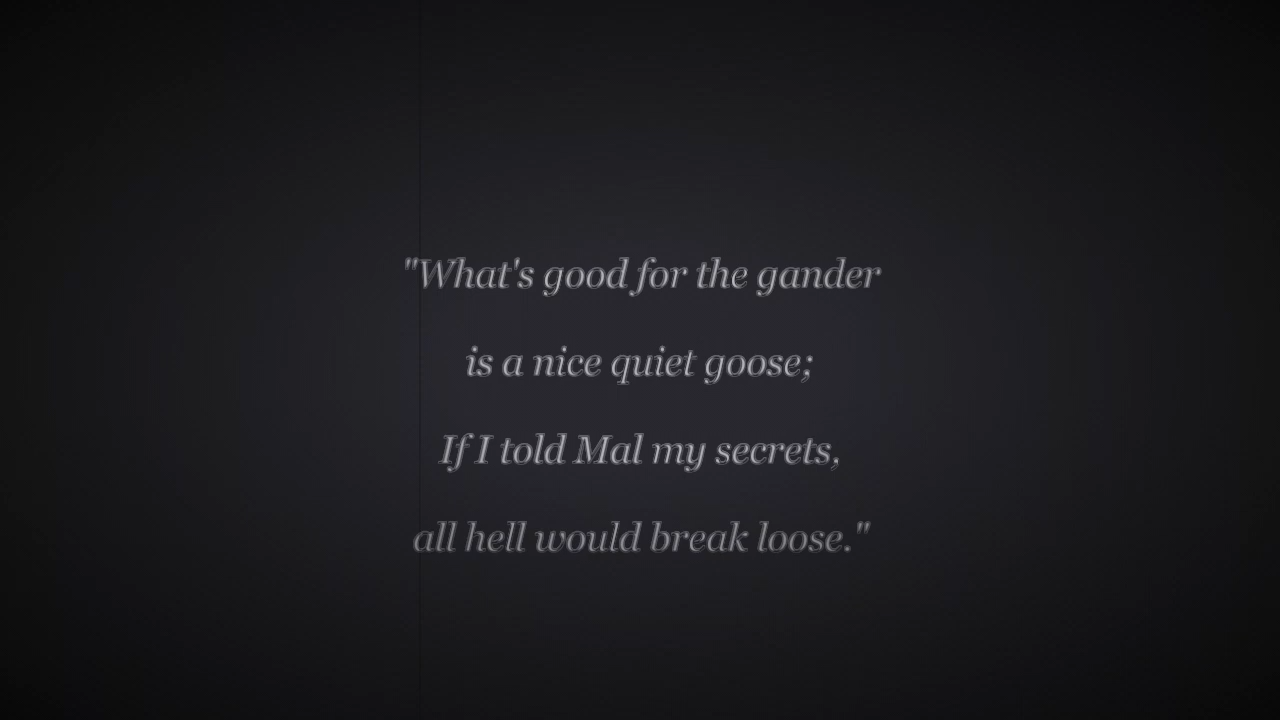 "What's good for the gander
is a nice quiet goose;
If I told Mal my secrets,
all hell would break loose."